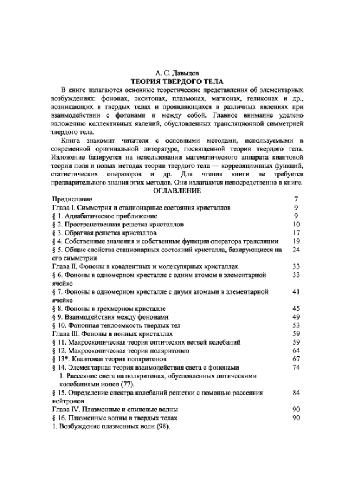 А. С. Давыдов
ТЕОРИЯ ТВЕРДОГО ТЕЛА
В книге излагаются основные теоретические представления об элементарных
возбуждениях: фононах, экситонах, плазмонах, магнонах, геликонах и др.,
возникающих в твердых телах и проявляющихся в различных явлениях при
взаимодействии с фотонами и между собой. Главное внимание уделено
изложению коллективных явлений, обусловленных трансляционной симметрией
твердого тела.
Книга знакомит читателя с основными методами, используемыми в
современной оригинальной литературе, посвященной теории твердого тела.
Изложение базируется на использовании математического аппарата квантовой
теории поля и новых методах теории твердого тела — корреляционных функций,
статистических операторов и др. Для чтения книги не требуется
предварительного знания этих методов. Они излагаются непосредственно в книге.
ОГЛАВЛЕНИЕ
Предисловие 7
Глава I. Симметрия и стационарные состояния кристаллов 9
§ 1. Адиабатическое приближение 9
§ 2. Пространственная решетка кристаллов 10
§ 3. Обратная решетка кристаллов 17
§ 4. Собственные значения и собственные функции оператора трансляции 19
§ 5. Общие свойства стационарных состояний кристалла, базирующиеся на 24
его симметрии
Глава II. Фононы в ковалентных и молекулярных кристаллах 33
§ 6. Фононы в одномерном кристалле с одним атомом в элементарной 33
ячейке
§ 7. Фононы в одномерном кристалле с двумя атомами в элементарной 41
ячейке
§ 8. Фононы в трехмерном кристалле 45
§ 9. Взаимодействия между фононами 49
§ 10. Фононная теплоемкость твердых тел 53
Глава III. Фононы в ионных кристаллах 59
§ 11. Макроскопическая теория оптических ветвей колебаний 59
§ 12. Макроскопическая теория поляритонов 64
§ 13*. Квантовая теория поляритонов 67
§ 14. Элементарная теория взаимодействия света с фононами 74
1. Рассеяние света на поляритонах, обусловленных оптическими
колебаниями ионов (77).
§ 15. Определение спектра колебаний решетки с помощью рассеяния 84
нейтронов
Глава IV. Плазменные и спиновые волны 90
§ 16. Плазменные волны в твердых телах 90
1. Возбуждение плазменных волн (98).